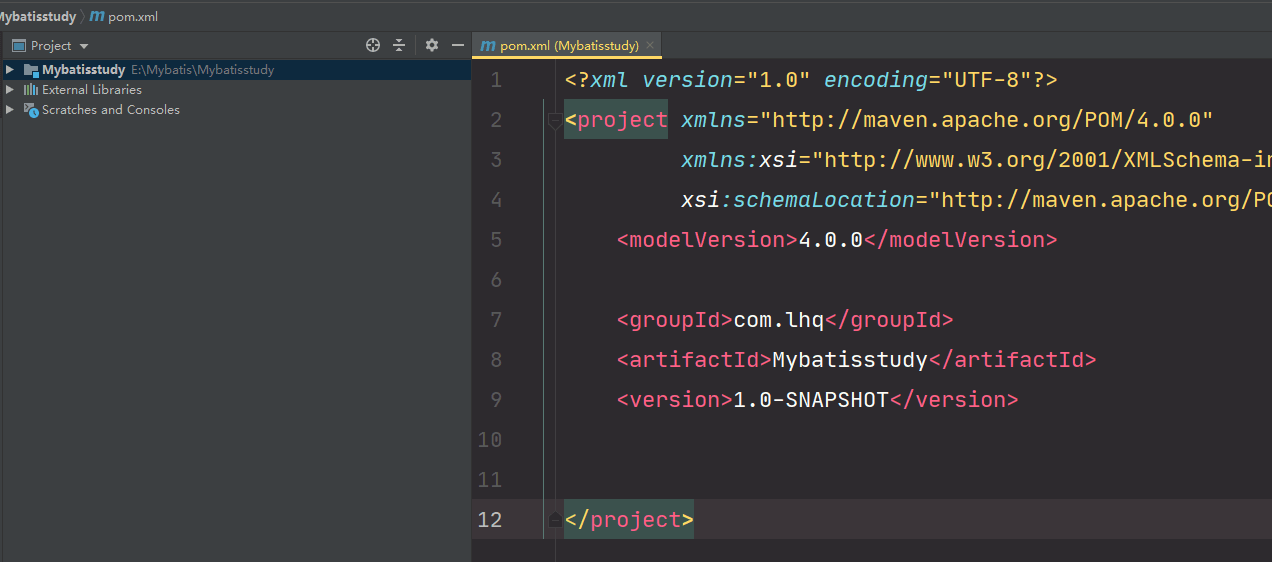 Mybatisstudy pom.xml
Project
pom.xml (Mybatisstudy)
Mybatisstudy E:\Mybatis\Mybatisstudy
External Libraries
Scratches and Consoles
1 <?xml version="1.0" encoding="UTF-8"?>
2 <project xmlns="http://maven.apache.org/POM/4.0.0"
3 xmlns:xsi="http://www.w3.org/2001/XMLSchema-in
4 xsi:schemaLocation="http://maven.apache.org/PO
5 <modelVersion>4.0.0</modelVersion>
6
7 <groupId>com.lhq</groupId>
8 <artifactId>Mybatisstudy</artifactId>
9 <version>1.0-SNAPSHOT</version>
10
11
12 </project>